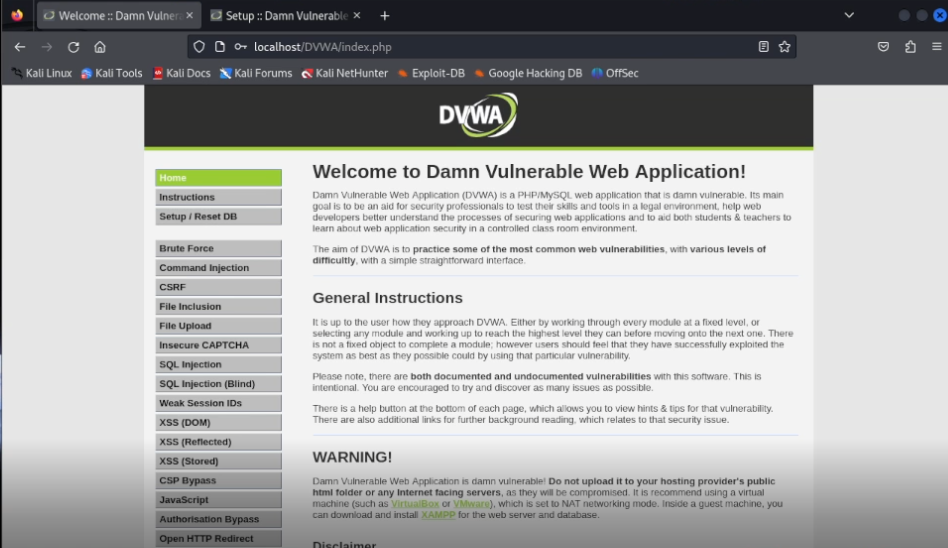 Welcome :: Damn Vulnera
Setup :: Damn Vulnerable
localhost/DVWA/index.php
Kali Linux Kali Tools Kali Docs Kali Forums Kali NetHunter Exploit-DB Google Hacking DB OffSec
DVWA
Home
Instructions
Setup / Reset DB
Brute Force
Command Injection
CSRF
File Inclusion
File Upload
Insecure CAPTCHA
SQL Injection
SQL Injection (Blind)
Weak Session IDs
XSS (DOM)
XSS (Reflected)
XSS (Stored)
CSP Bypass
JavaScript
Authorisation Bypass
Open HTTP Redirect
Welcome to Damn Vulnerable Web Application!
Damn Vulnerable Web Application (DVWA) is a PHP/MySQL web application that is damn vulnerable. Its main
goal is to be an aid for security professionals to test their skills and tools in a legal environment, help web
developers better understand the processes of securing web applications and to aid both students & teachers to
learn about web application security in a controlled class room environment.
The aim of DVWA is to practice some of the most common web vulnerabilities, with various levels of
difficultly, with a simple straightforward interface.
General Instructions
It is up to the user how they approach DVWA. Either by working through every module at a fixed level, or
selecting any module and working up to reach the highest level they can before moving onto the next one. There
is not a fixed object to complete a module; however users should feel that they have successfully exploited the
system as best as they possible could by using that particular vulnerability.
Please note, there are both documented and undocumented vulnerabilities with this software. This is
intentional. You are encouraged to try and discover as many issues as possible.
There is a help button at the bottom of each page, which allows you to view hints & tips for that vulnerability.
There are also additional links for further background reading, which relates to that security issue.
WARNING!
Damn Vulnerable Web Application is damn vulnerable! Do not upload it to your hosting provider's public
html folder or any Internet facing servers, as they will be compromised. It is recommend using a virtual
machine (such as VirtualBox or VMware), which is set to NAT networking mode. Inside a guest machine, you
can download and install XAMPP for the web server and database.
Disclaimer